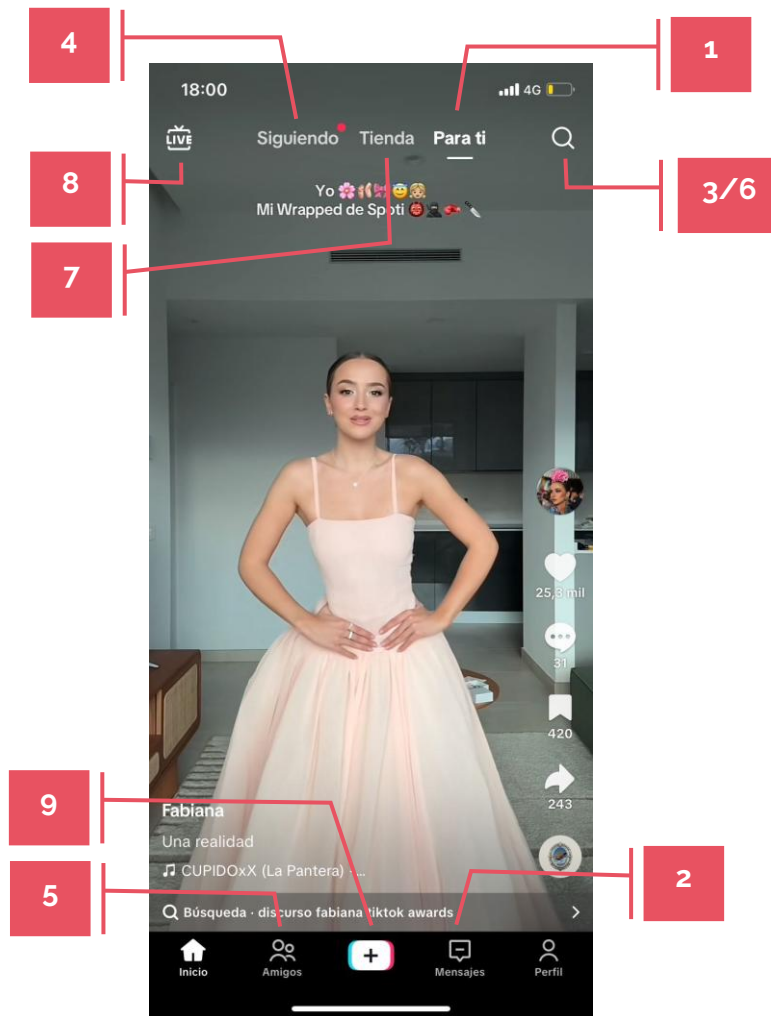 4
1
18:00
4G
LIVE
Siguiendo
Tienda
Para ti
8
3/6
Yo 🌸🩰🎀😇👧🏼
Mi Wrapped de Spoti 👹🥷🏿💋🔪
7
25,3 mil
31
420
9
243
Fabiana
Una realidad
CUPIDOxX (La Pantera) · ...
5
2
Búsqueda · discurso fabiana tiktok awards
Inicio
Amigos
Mensajes
Perfil